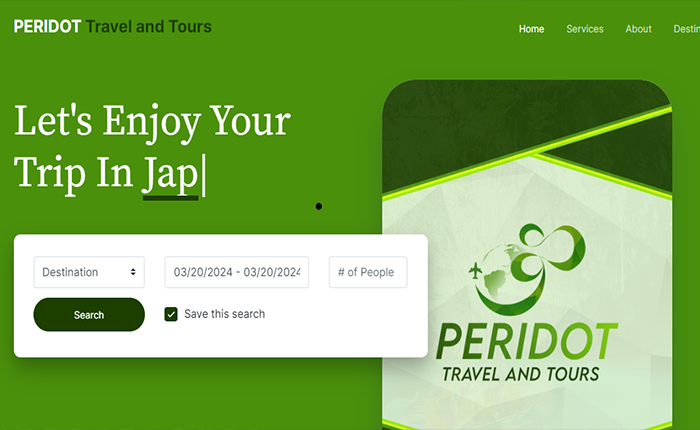 PERIDOT Travel and Tours
Home Services About Destin
Let's Enjoy Your
Trip In Jap
Destination
03/20/2024 - 03/20/2024
# of People
Search
Save this search
PERIDOT
TRAVEL AND TOURS